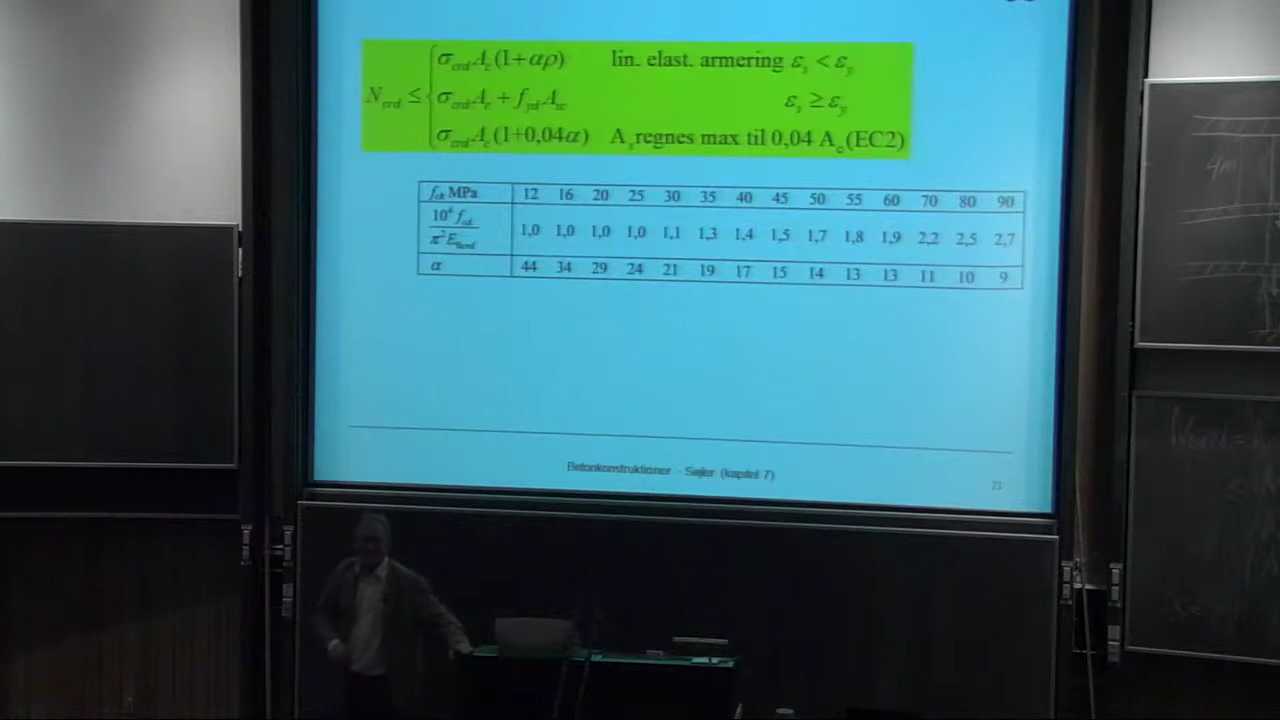 N_crd ≤ { σ_crd A_c (1+αρ) lin. elast. armering ε_s < ε_y
σ_crd A_c + f_yd A_sc ε_s ≥ ε_y
σ_crd A_c (1+0,04α) A_s regnes max til 0,04 A_c (EC2)
f_ck MPa 12 16 20 25 30 35 40 45 50 55 60 70 80 90
10⁴ f_cd / π² E_0crd 1,0 1,0 1,0 1,0 1,1 1,3 1,4 1,5 1,7 1,8 1,9 2,2 2,5 2,7
α 44 34 29 24 21 19 17 15 14 13 13 11 10 9
Betonkonstruktioner - Søjler (kapitel 7)
23
4m